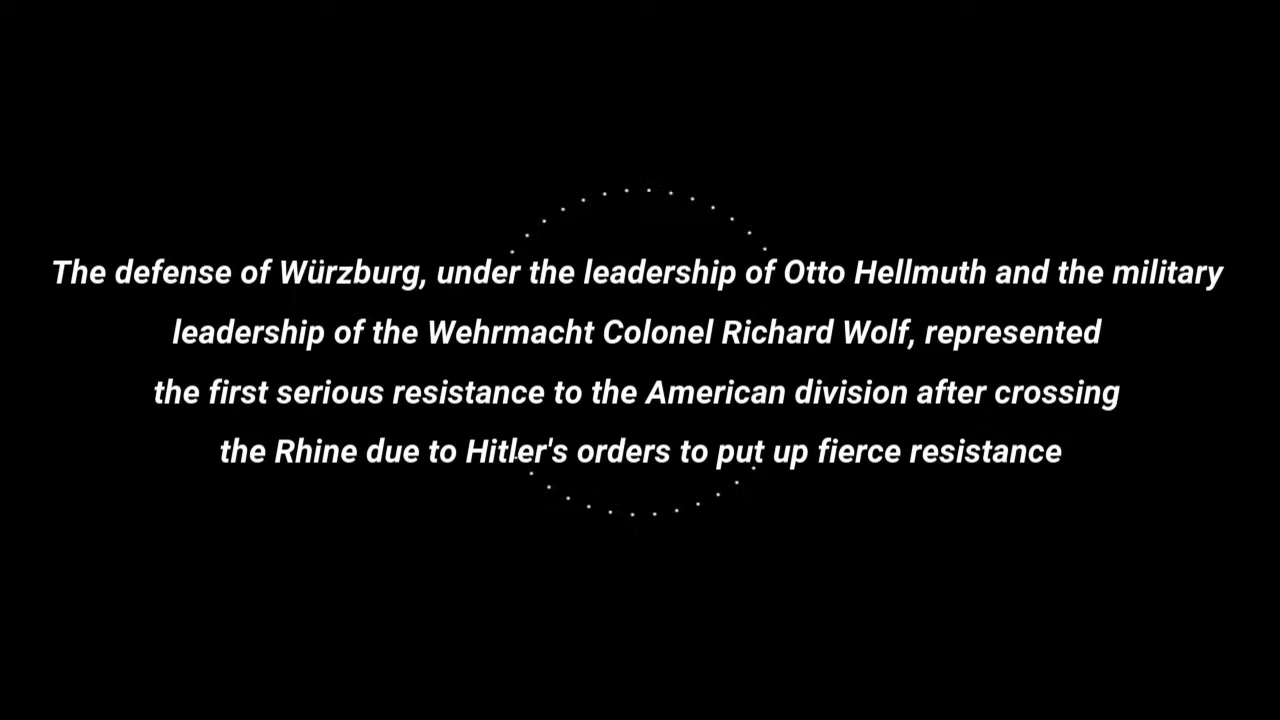 The defense of Würzburg, under the leadership of Otto Hellmuth and the military
leadership of the Wehrmacht Colonel Richard Wolf, represented
the first serious resistance to the American division after crossing
the Rhine due to Hitler's orders to put up fierce resistance